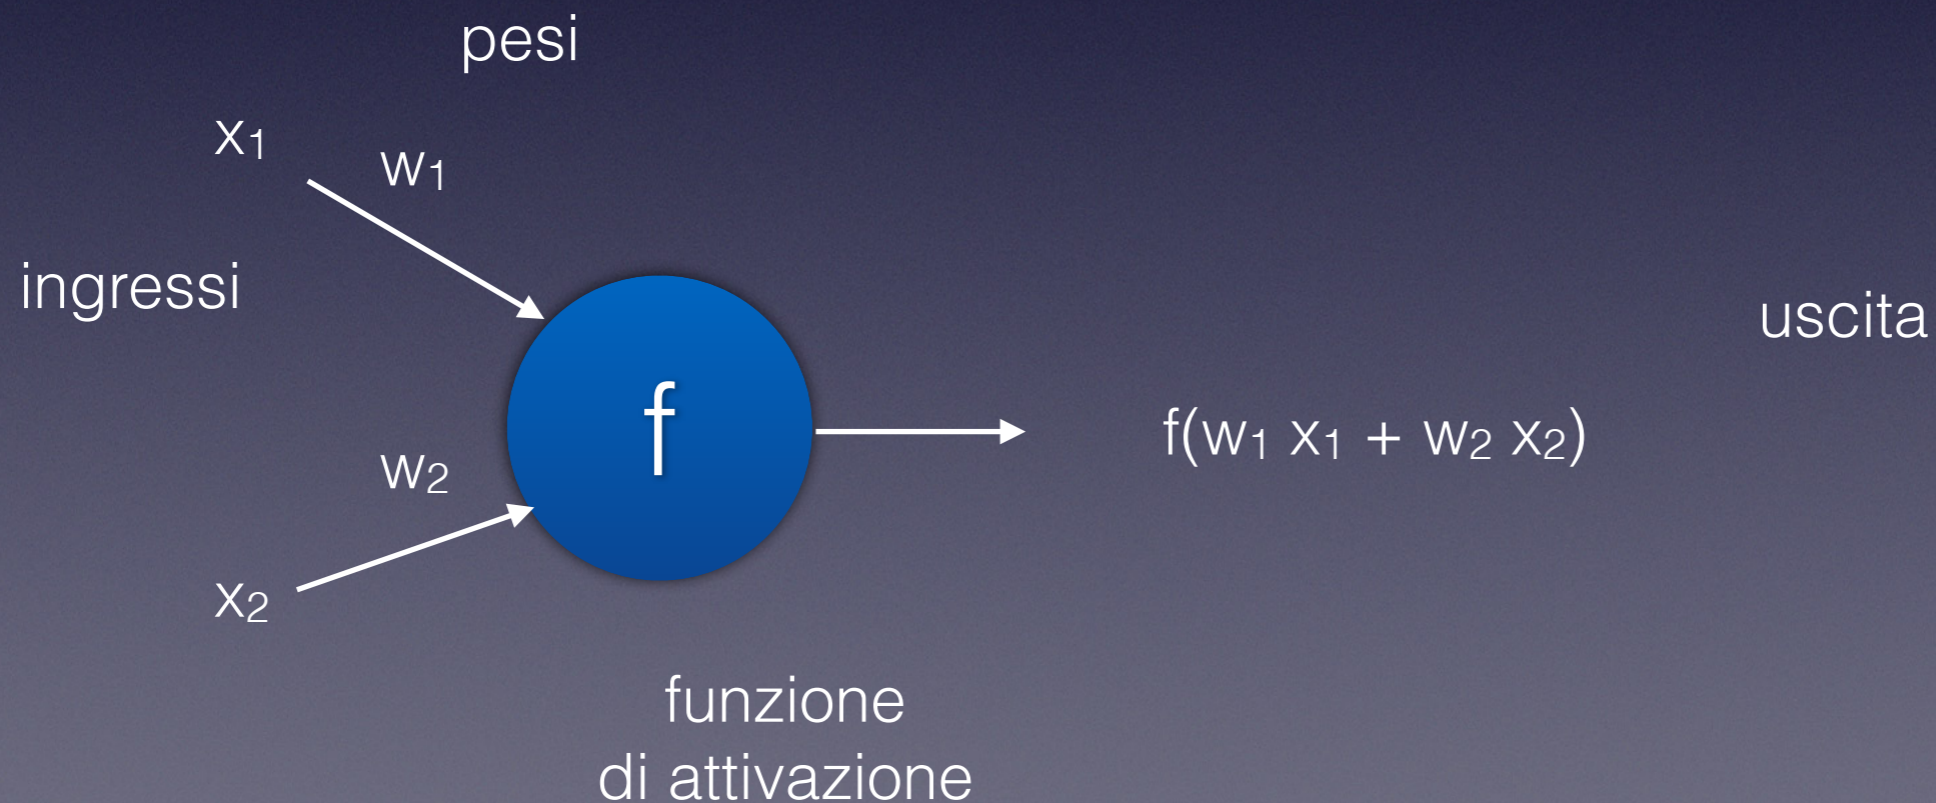 pesi
x₁
w₁
ingressi
uscita
f
f(w₁ x₁ + w₂ x₂)
w₂
x₂
funzione
di attivazione